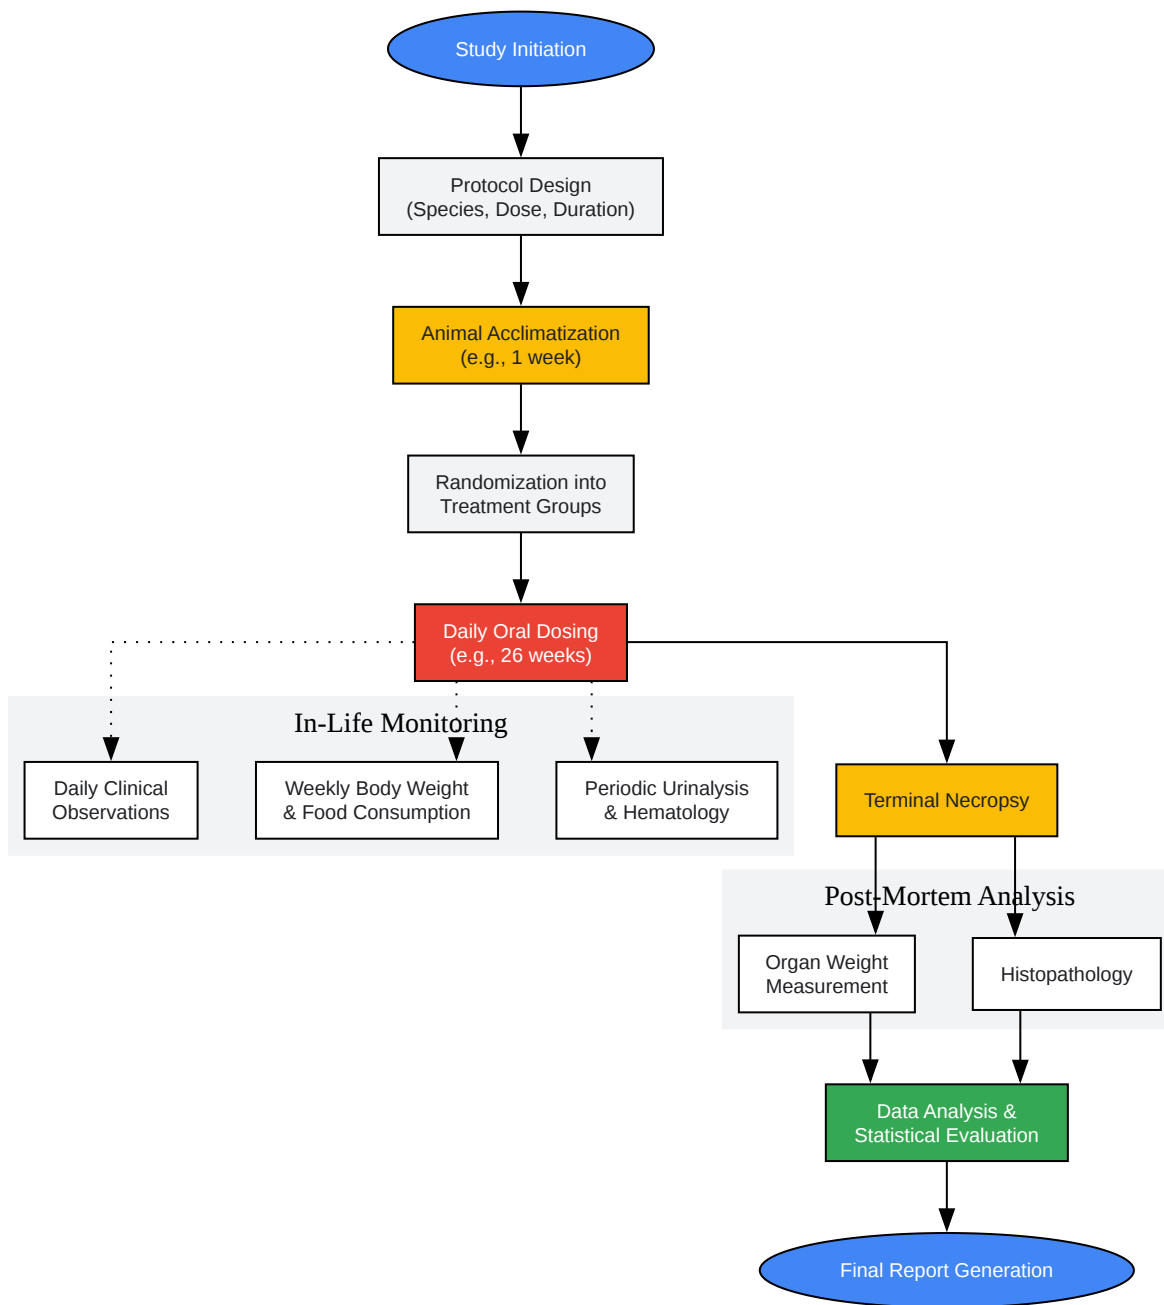 Study Initiation
Protocol Design
(Species, Dose, Duration)
Animal Acclimatization
(e.g., 1 week)
Randomization into
Treatment Groups
Daily Oral Dosing
(e.g., 26 weeks)
In-Life Monitoring
Daily Clinical
Observations
Weekly Body Weight
& Food Consumption
Periodic Urinalysis
& Hematology
Terminal Necropsy
Post-Mortem Analysis
Organ Weight
Measurement
Histopathology
Data Analysis &
Statistical Evaluation
Final Report Generation